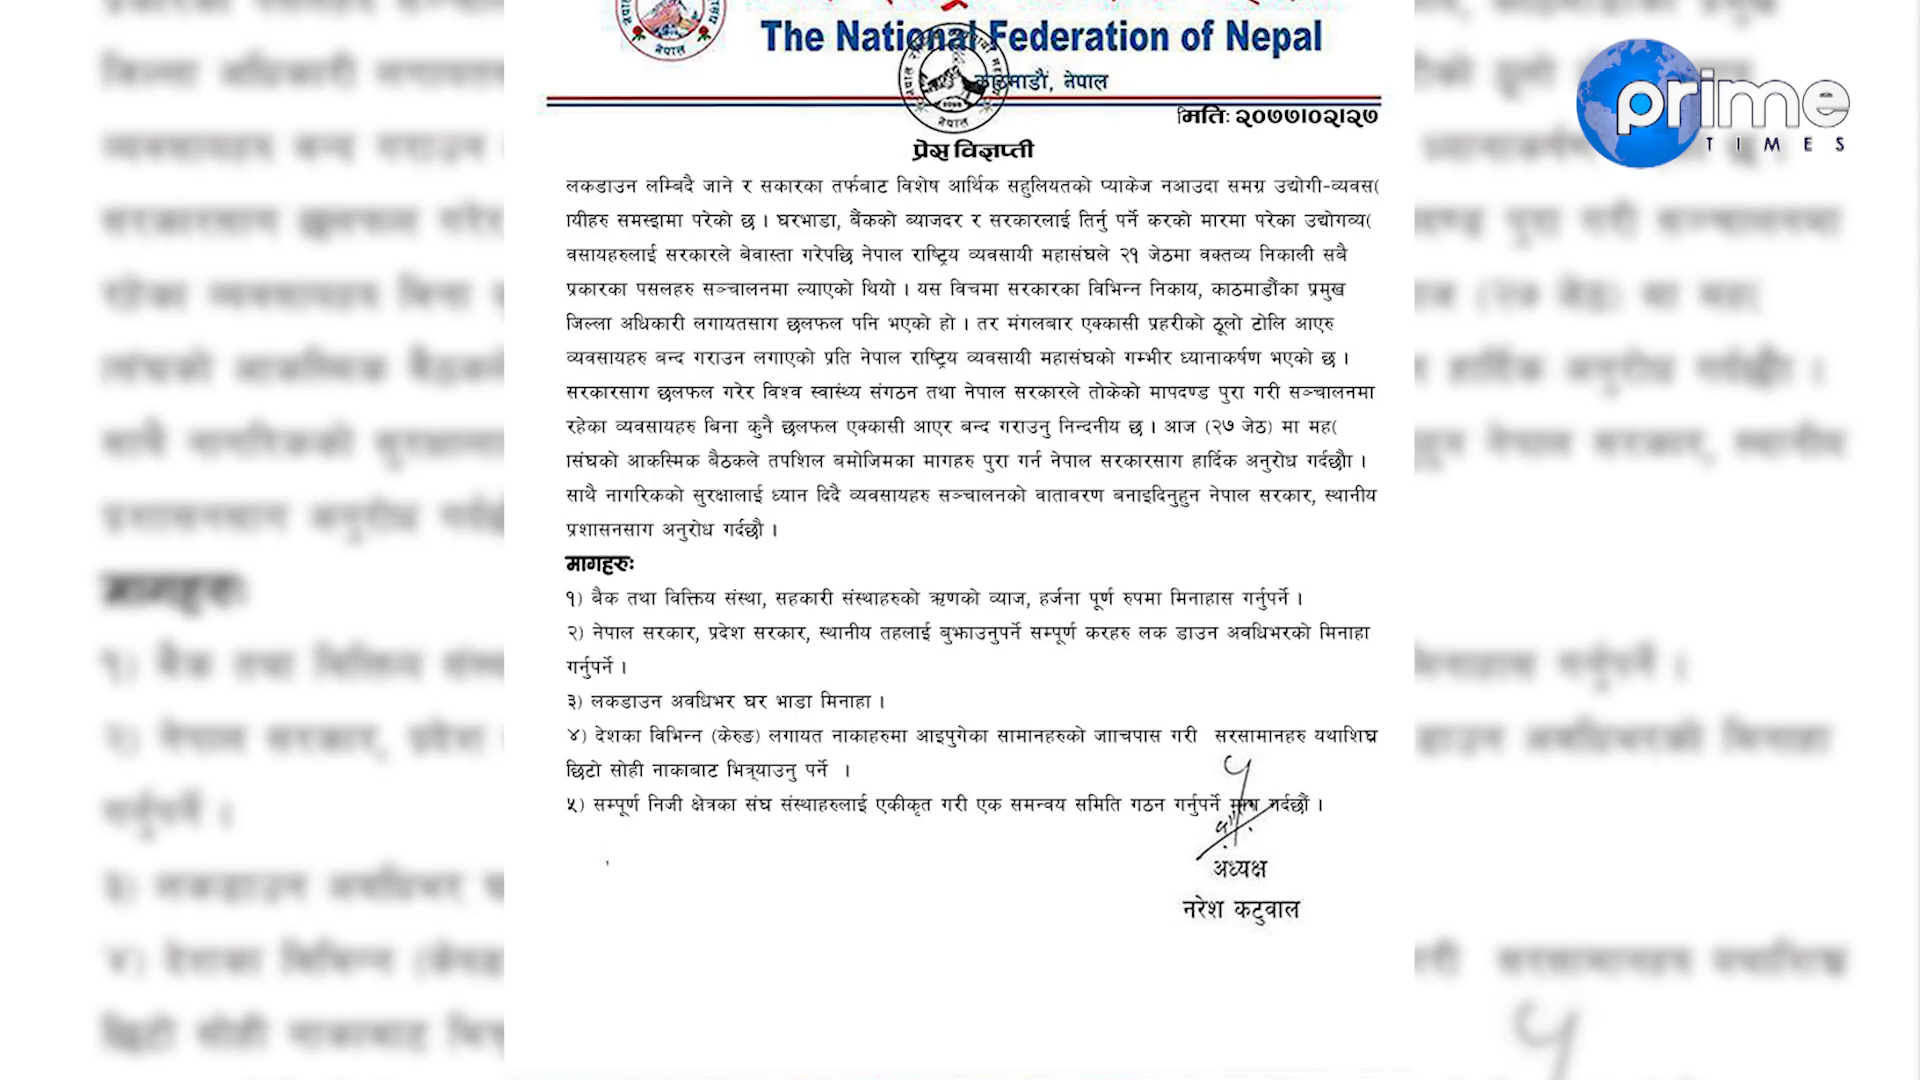 The National Federation of Nepal
काठमाडौं, नेपाल
नेपाल
नेपाल
prime
TIMES
मितिः २०७७।०२।२७
प्रेस विज्ञप्ती
लकडाउन लम्बिदै जाने र सकारका तर्फबाट विशेष आर्थिक सहुलियतको प्याकेज नआउदा समग्र उद्योगी-व्यवस(
ायीहरु समस्डामा परेको छ । घरभाडा, बैंकको ब्याजदर र सरकारलाई तिर्नु पर्ने करको मारमा परेका उद्योगव्य(
वसायहरुलाई सरकारले बेवास्ता गरेपछि नेपाल राष्ट्रिय व्यवसायी महासंघले २१ जेठमा वक्तव्य निकाली सबै
प्रकारका पसलहरु सञ्चालनमा ल्याएको थियो । यस विचमा सरकारका विभिन्न निकाय, काठमाडौंका प्रमुख
जिल्ला अधिकारी लगायतसाग छलफल पनि भएको हो । तर मंगलबार एक्कासी प्रहरीको ठूलो टोलि आएरु
व्यवसायहरु बन्द गराउन लगाएको प्रति नेपाल राष्ट्रिय व्यवसायी महासंघको गम्भीर ध्यानाकर्षण भएको छ ।
सरकारसाग छलफल गरेर विश्व स्वास्थ्य संगठन तथा नेपाल सरकारले तोकेको मापदण्ड पुरा गरी सञ्चालनमा
रहेका व्यवसायहरु बिना कुनै छलफल एक्कासी आएर बन्द गराउनु निन्दनीय छ । आज (२७ जेठ) मा मह(
ासंघको आकस्मिक बैठकले तपशिल बमोजिमका मागहरु पुरा गर्न नेपाल सरकारसाग हार्दिक अनुरोध गर्दछौा ।
साथै नागरिकको सुरक्षालाई ध्यान दिदै व्यवसायहरु सञ्चालनको वातावरण बनाइदिनुहुन नेपाल सरकार, स्थानीय
प्रशासनसाग अनुरोध गर्दछौ ।
मागहरुः
१) बैक तथा विक्तिय संस्था, सहकारी संस्थाहरुको ऋणको व्याज, हर्जना पूर्ण रुपमा मिनाहास गर्नुपर्ने ।
२) नेपाल सरकार, प्रदेश सरकार, स्थानीय तहलाई बुझाउनुपर्ने सम्पूर्ण करहरु लक डाउन अवधिभरको मिनाहा
गर्नुपर्ने ।
३) लकडाउन अवधिभर घर भाडा मिनाहा ।
४) देशका विभिन्न (केरुङ) लगायत नाकाहरुमा आइपुगेका सामानहरुको जााचपास गरी सरसामानहरु यथाशिघ्र
छिटो सोही नाकाबाट भित्र्याउनु पर्ने ।
५) सम्पूर्ण निजी क्षेत्रका संघ संस्थाहरुलाई एकीकृत गरी एक समन्वय समिति गठन गर्नुपर्ने माग गर्दछौं ।
अध्यक्ष
नरेश कटुवाल